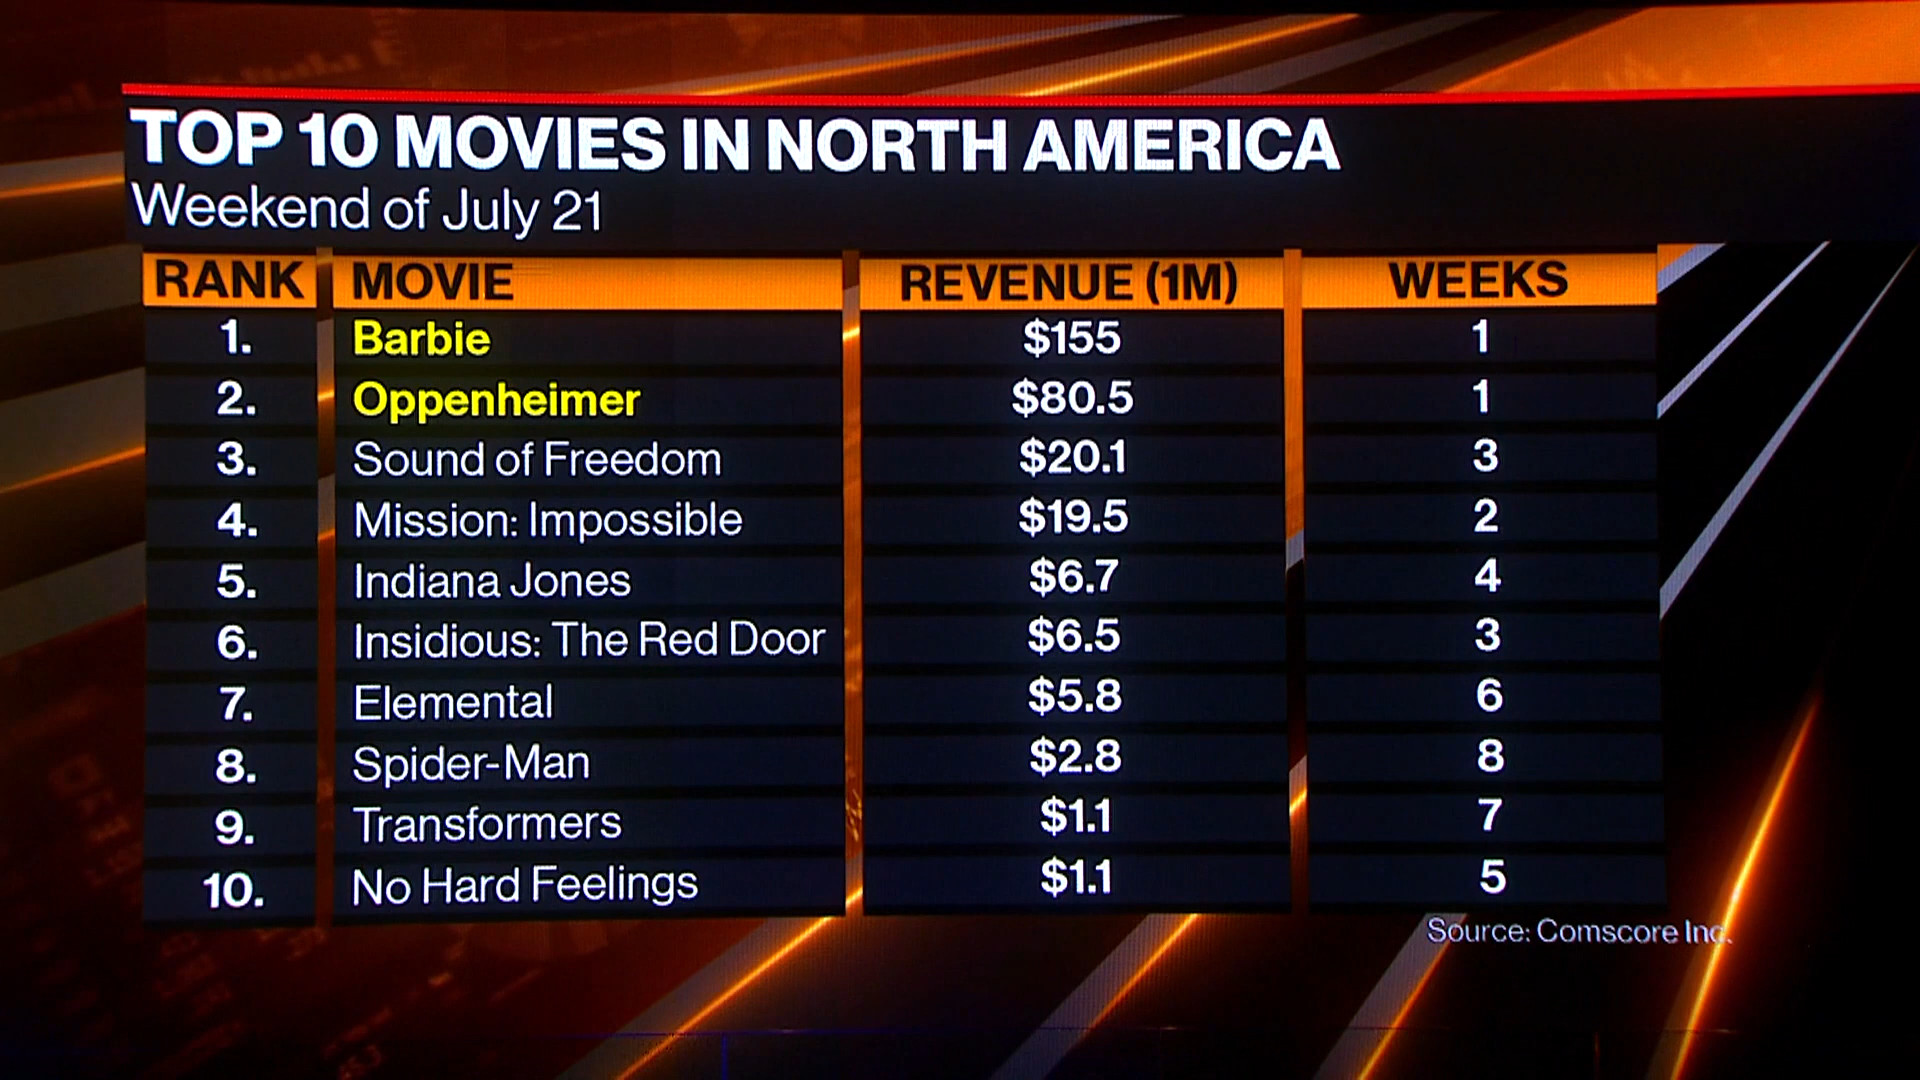 TOP 10 MOVIES IN NORTH AMERICA
Weekend of July 21
RANK MOVIE REVENUE (1M) WEEKS
1. Barbie $155 1
2. Oppenheimer $80.5 1
3. Sound of Freedom $20.1 3
4. Mission: Impossible $19.5 2
5. Indiana Jones $6.7 4
6. Insidious: The Red Door $6.5 3
7. Elemental $5.8 6
8. Spider-Man $2.8 8
9. Transformers $1.1 7
10. No Hard Feelings $1.1 5
Source: Comscore Inc.